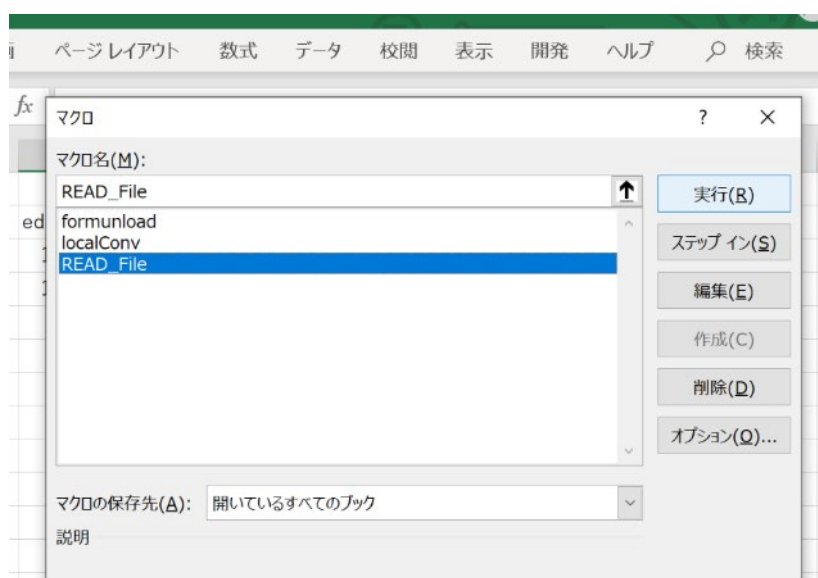 ページ レイアウト 数式 データ 校閲 表示 開発 ヘルプ 検索
fx
マクロ ? ×
マクロ名(M):
READ_File
実行(R)
ed
formunload
localConv
READ_File
ステップ イン(S)
編集(E)
作成(C)
削除(D)
オプション(O)...
マクロの保存先(A): 開いているすべてのブック
説明